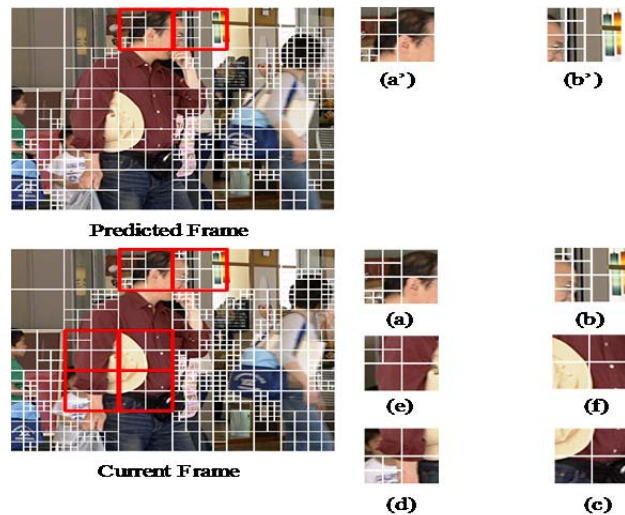 (a’) (b’)
Predicted Frame
(a) (b)
(e) (f)
Current Frame
(d) (c)